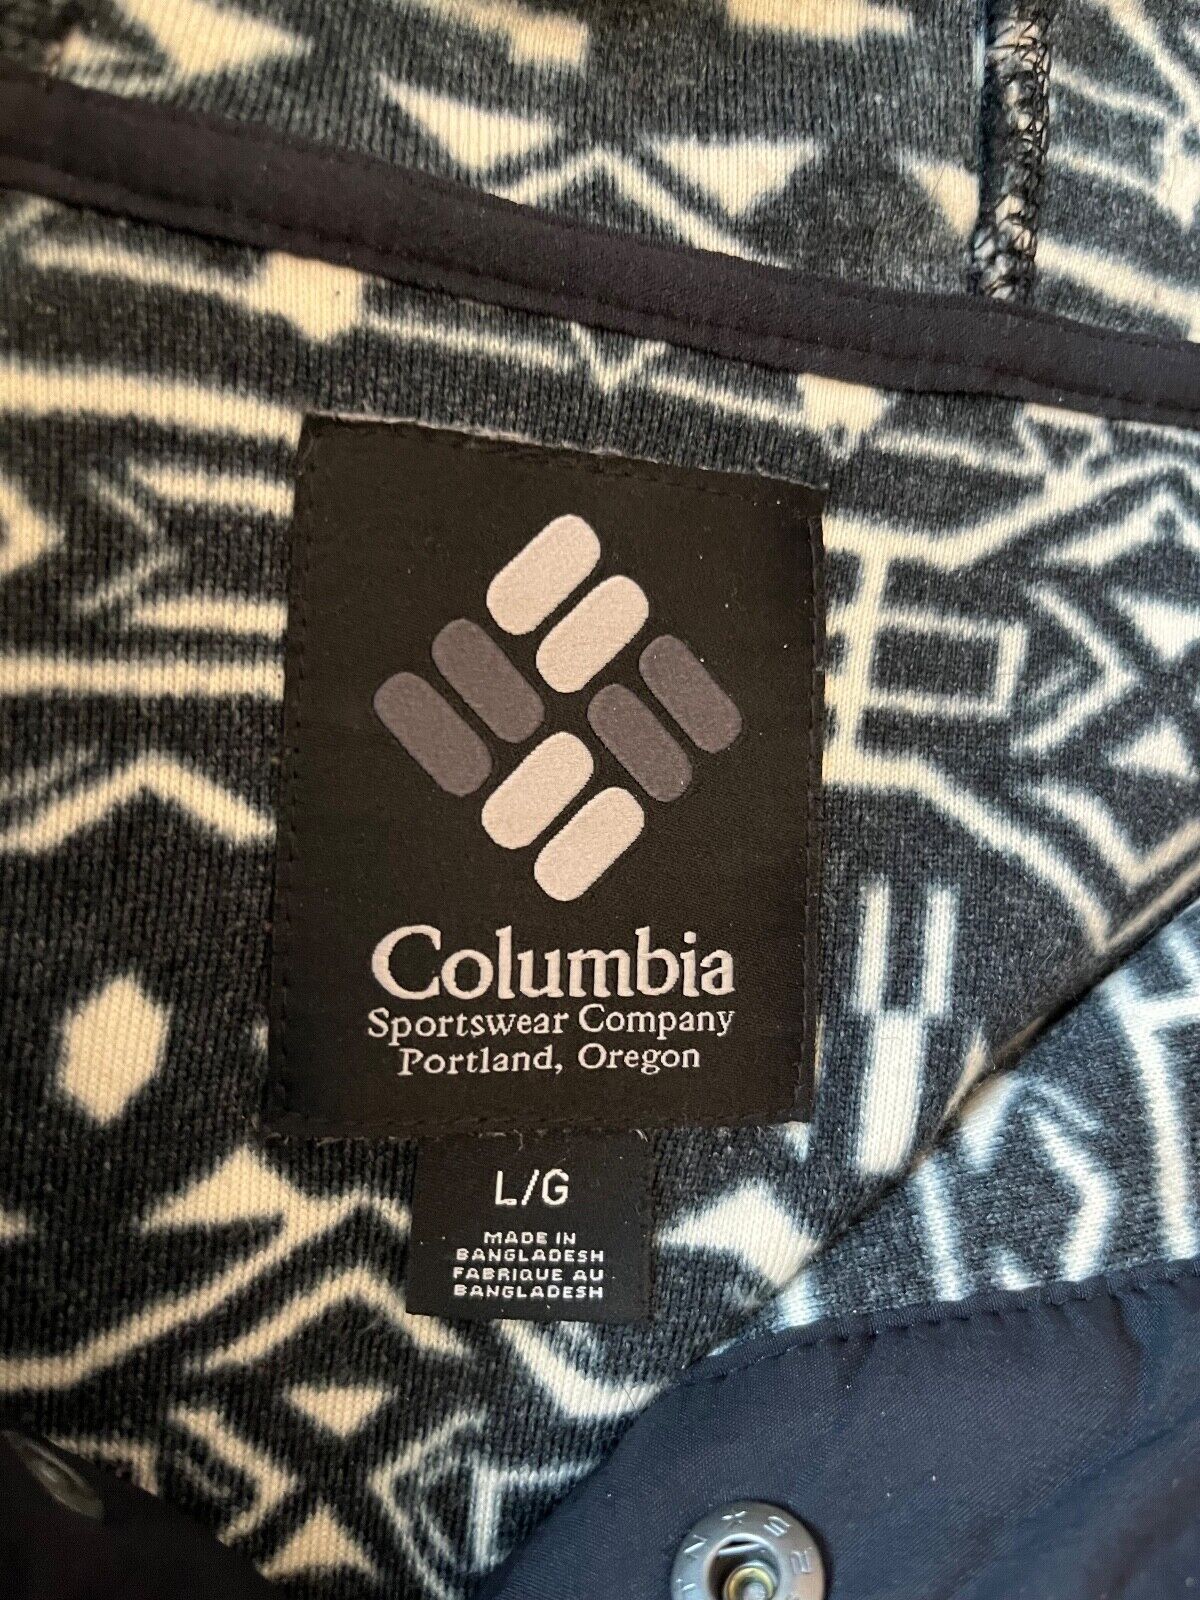 Columbia
Sportswear Company
Portland, Oregon
L/G
MADE IN
BANGLADESH
FABRIQUE AU
BANGLADESH